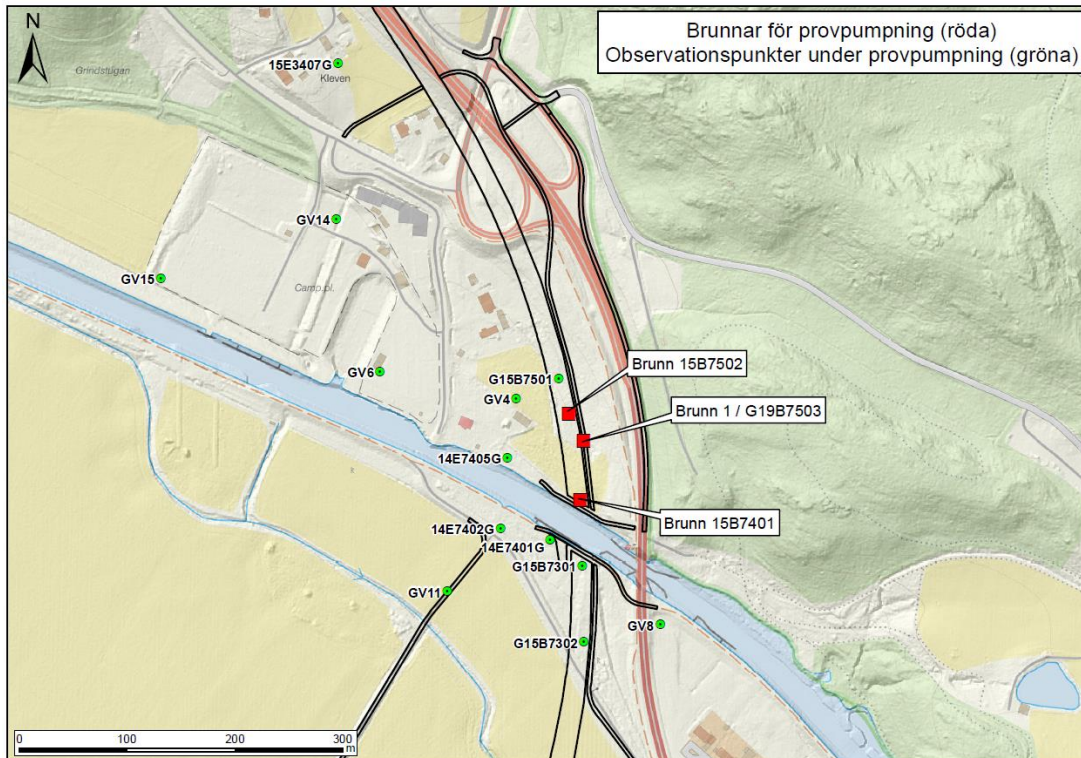 N
Brunnar för provpumpning (röda)
Observationspunkter under provpumpning (gröna)
Grindstugan
15E3407G
Kleven
GV14
GV15
Camp.pl.
GV6
G15B7501
GV4
Brunn 15B7502
Brunn 1 / G19B7503
14E7405G
Brunn 15B7401
14E7402G
14E7401G
G15B7301
GV11
GV8
G15B7302
0 100 200 300
m